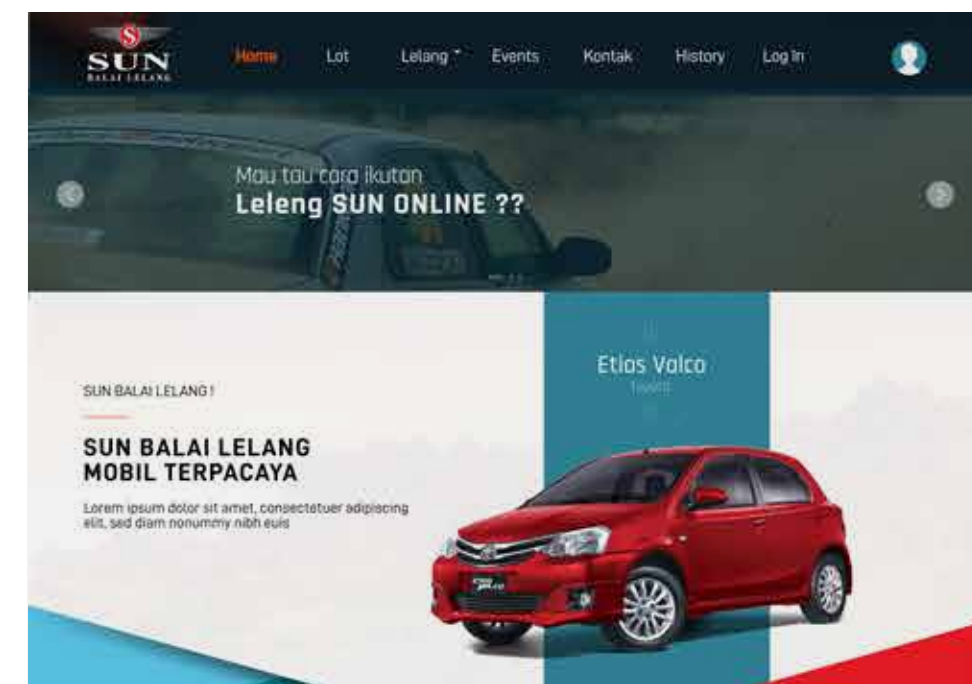 S
SUN
BALAI LELANG
Home Lot Lelang Events Kontak History Log In
Mau tau cara ikutan
Leleng SUN ONLINE ??
Etios Valco
SUN BALAI LELANG !
SUN BALAI LELANG
MOBIL TERPACAYA
Lorem ipsum dolor sit amet, consectetuer adipiscing
elit, sed diam nonummy nibh euis